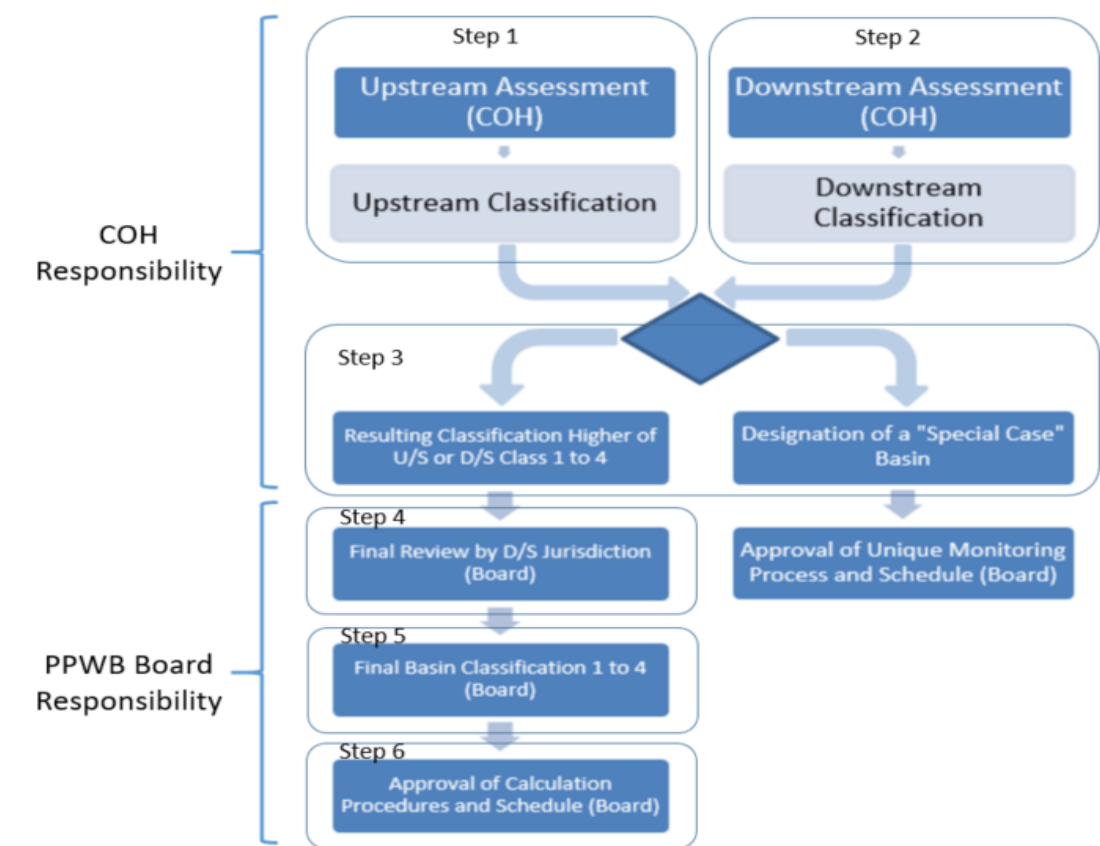 Step 1
Upstream Assessment
(COH)
Upstream Classification
Step 2
Downstream Assessment
(COH)
Downstream
Classification
COH
Responsibility
Step 3
Resulting Classification Higher of
U/S or D/S Class 1 to 4
Designation of a "Special Case"
Basin
Step 4
Final Review by D/S Jurisdiction
(Board)
Approval of Unique Monitoring
Process and Schedule (Board)
PPWB Board
Responsibility
Step 5
Final Basin Classification 1 to 4
(Board)
Step 6
Approval of Calculation
Procedures and Schedule (Board)